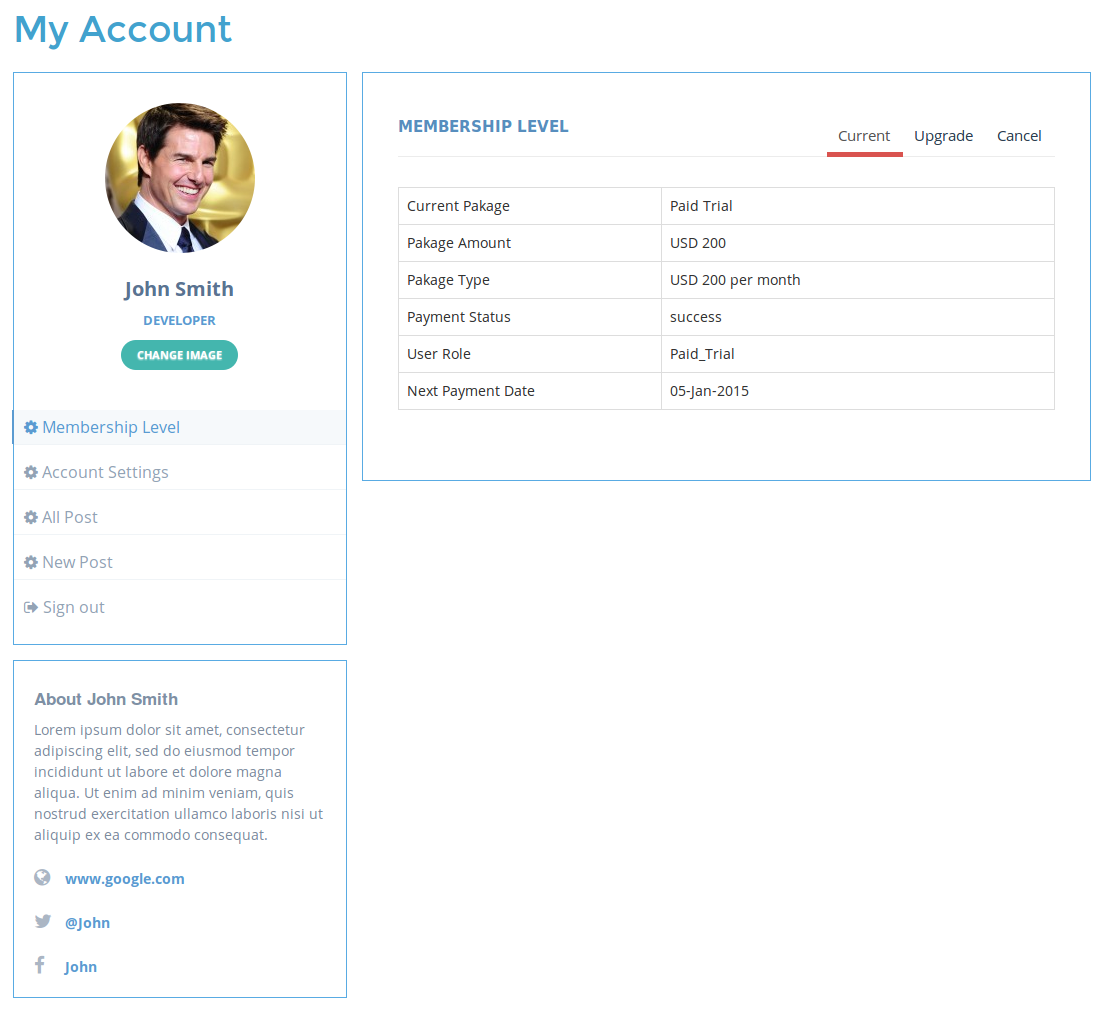 My Account
John Smith
DEVELOPER
CHANGE IMAGE
Membership Level
Account Settings
All Post
New Post
Sign out
About John Smith
Lorem ipsum dolor sit amet, consectetur
adipiscing elit, sed do eiusmod tempor
incididunt ut labore et dolore magna
aliqua. Ut enim ad minim veniam, quis
nostrud exercitation ullamco laboris nisi ut
aliquip ex ea commodo consequat.
www.google.com
@John
John
MEMBERSHIP LEVEL
Current Upgrade Cancel
Current Pakage Paid Trial
Pakage Amount USD 200
Pakage Type USD 200 per month
Payment Status success
User Role Paid_Trial
Next Payment Date 05-Jan-2015